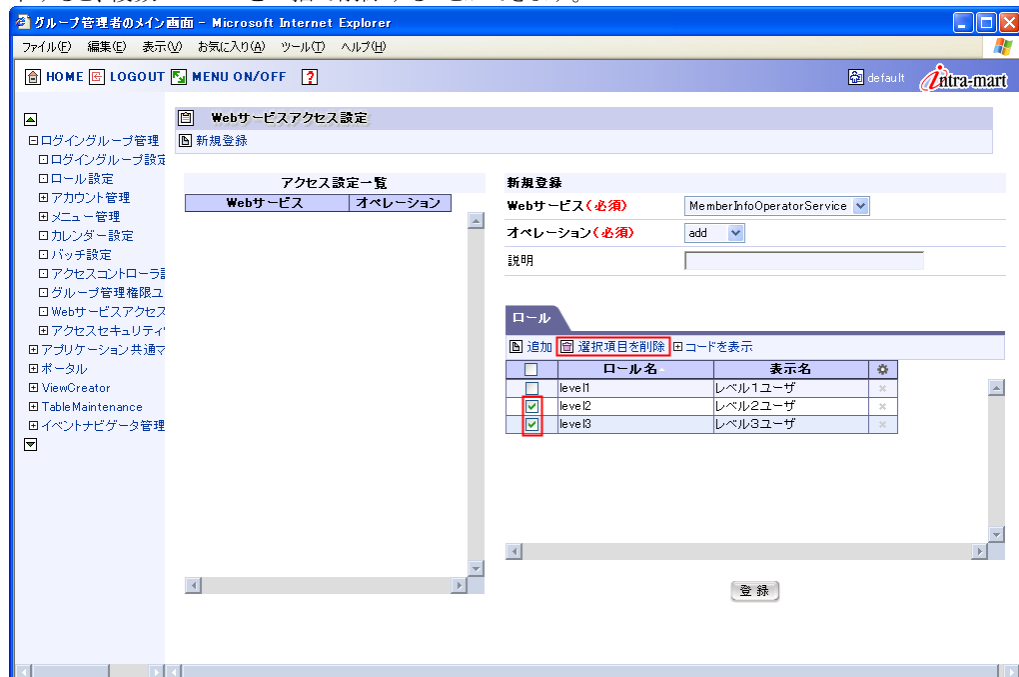 グループ管理者のメイン画面 - Microsoft Internet Explorer
ファイル(F) 編集(E) 表示(V) お気に入り(A) ツール(T) ヘルプ(H)
HOME LOGOUT MENU ON/OFF ? default intra-mart
Webサービスアクセス設定
新規登録
ログイングループ管理
ログイングループ設定
ロール設定
アカウント管理
メニュー管理
カレンダー設定
バッチ設定
アクセスコントローラ
グループ管理権限ユ
Webサービスアクセス
アクセスセキュリティ
アプリケーション共通マ
ポータル
ViewCreator
TableMaintenance
イベントナビゲータ管理
アクセス設定一覧
Webサービス オペレーション
新規登録
Webサービス(必須) MemberInfoOperatorService
オペレーション(必須) add
説明
ロール
追加 選択項目を削除 コードを表示
ロール名 表示名
level1 レベル1ユーザ
level2 レベル2ユーザ
level3 レベル3ユーザ
登録